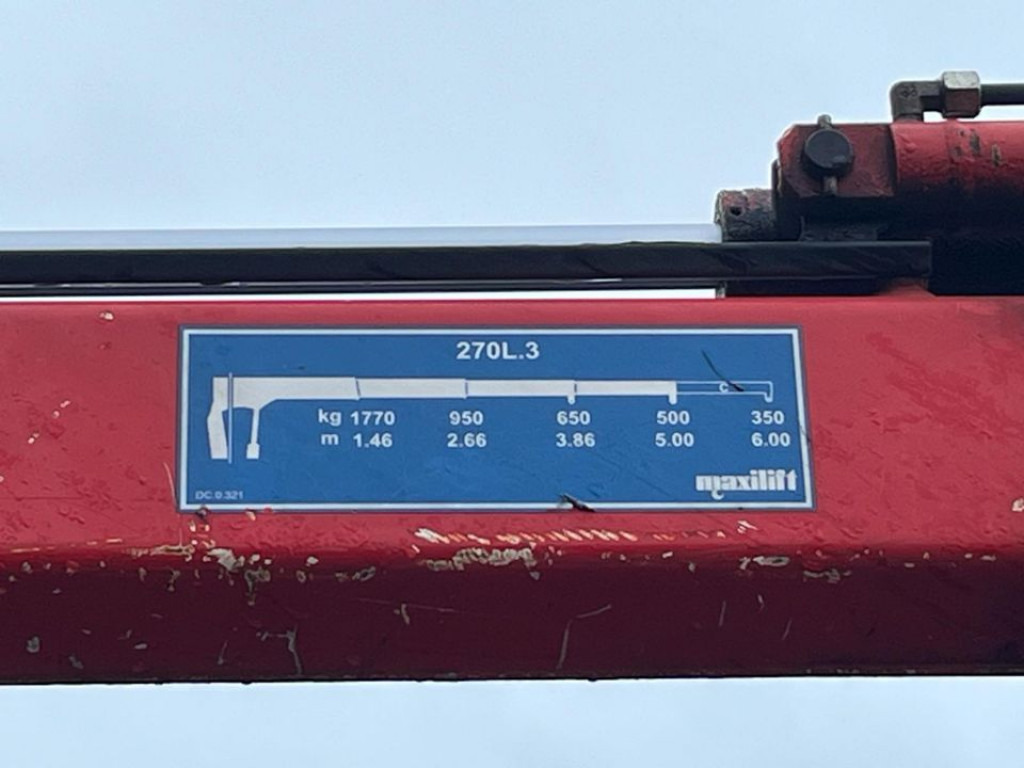 270L.3
C
kg 1770 950 650 500 350
m 1.46 2.66 3.86 5.00 6.00
maxilift
DC.0.321